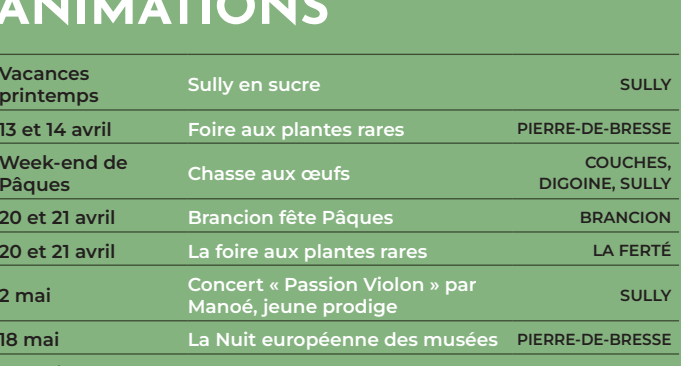 ANIMATIONS
Vacances
printemps
Sully en sucre
SULLY
13 et 14 avril
Foire aux plantes rares
PIERRE-DE-BRESSE
Week-end de
Pâques
Chasse aux œufs
COUCHES,
DIGOINE, SULLY
20 et 21 avril
Brancion fête Pâques
BRANCION
20 et 21 avril
La foire aux plantes rares
LA FERTÉ
2 mai
Concert « Passion Violon » par
Manoé, jeune prodige
SULLY
18 mai
La Nuit européenne des musées
PIERRE-DE-BRESSE